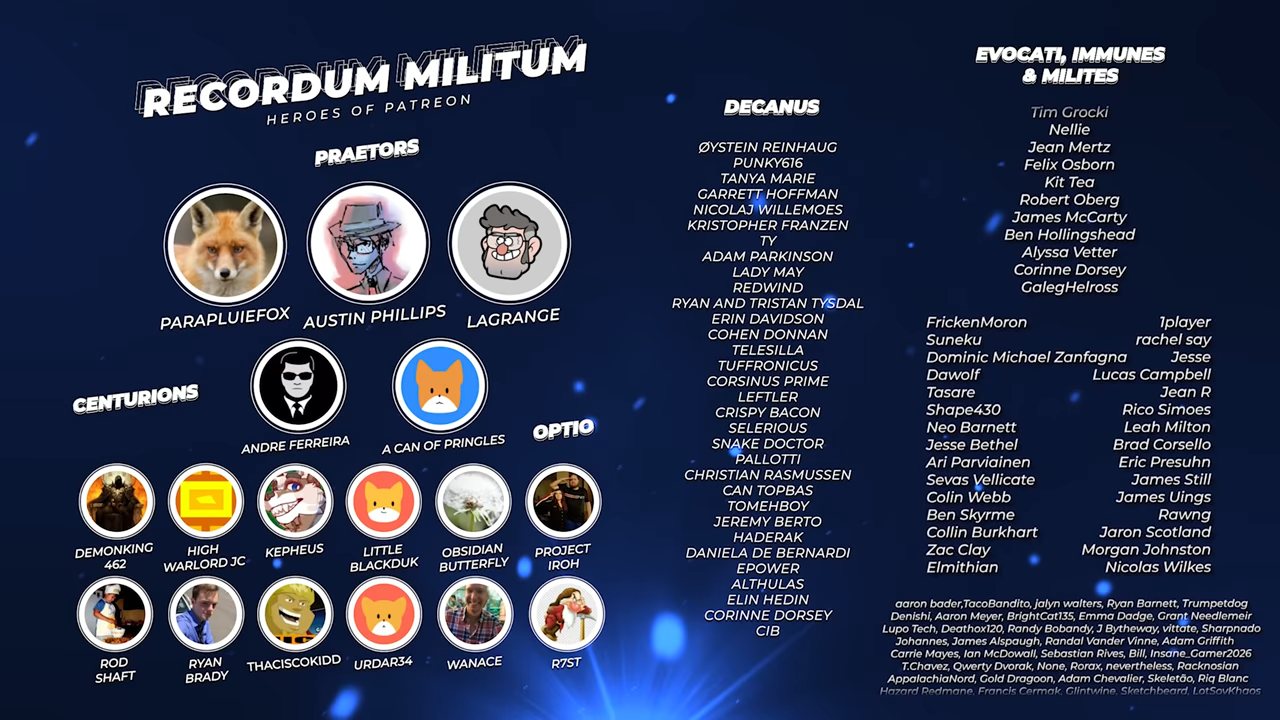 RECORDUM MILITUM
HEROES OF PATREON
PRAETORS
PARAPLUIEFOX
AUSTIN PHILLIPS
LAGRANGE
CENTURIONS
ANDRE FERREIRA
A CAN OF PRINGLES
OPTIO
DEMONKING
462
HIGH
WARLORD JC
KEPHEUS
LITTLE
BLACKDUK
OBSIDIAN
BUTTERFLY
PROJECT
IROH
ROD
SHAFT
RYAN
BRADY
THACISCOKIDD
URDAR34
WANACE
R7ST
DECANUS
ØYSTEIN REINHAUG
PUNKY616
TANYA MARIE
GARRETT HOFFMAN
NICOLAJ WILLEMOES
KRISTOPHER FRANZEN
TY
ADAM PARKINSON
LADY MAY
REDWIND
RYAN AND TRISTAN TYSDAL
ERIN DAVIDSON
COHEN DONNAN
TELESILLA
TUFFRONICUS
CORSINUS PRIME
LEFTLER
CRISPY BACON
SELERIOUS
SNAKE DOCTOR
PALLOTTI
CHRISTIAN RASMUSSEN
CAN TOPBAS
TOMEHBOY
JEREMY BERTO
HADERAK
DANIELA DE BERNARDI
EPOWER
ALTHULAS
ELIN HEDIN
CORINNE DORSEY
CIB
EVOCATI, IMMUNES
& MILITES
Tim Grocki
Nellie
Jean Mertz
Felix Osborn
Kit Tea
Robert Oberg
James McCarty
Ben Hollingshead
Alyssa Vetter
Corinne Dorsey
GalegHelross
FrickenMoron 1player
Suneku rachel say
Dominic Michael Zanfagna Jesse
Dawolf Lucas Campbell
Tasare Jean R
Shape430 Rico Simoes
Neo Barnett Leah Milton
Jesse Bethel Brad Corsello
Ari Parviainen Eric Presuhn
Sevas Vellicate James Still
Colin Webb James Uings
Ben Skyrme Rawng
Collin Burkhart Jaron Scotland
Zac Clay Morgan Johnston
Elmithian Nicolas Wilkes
aaron bader,TacoBandito, jalyn walters, Ryan Barnett, Trumpetdog
Denishi, Aaron Meyer, BrightCat135, Emma Dadge, Grant Needlemeir
Lupo Tech, Deathox120, Randy Bobandy, J Bytheway, vittate, Sharpnado
Johannes, James Alspaugh, Randal Vander Vinne, Adam Griffith
Carrie Mayes, Ian McDowall, Sebastian Rives, Bill, Insane_Gamer2026
T.Chavez, Qwerty Dvorak, None, Rorax, nevertheless, Racknosian
AppalachiaNord, Gold Dragoon, Adam Chevalier, Skeletão, Riq Blanc
Hazard Redmane, Francis Cermak, Glintwine, Sketchbeard, LotSovKhaos